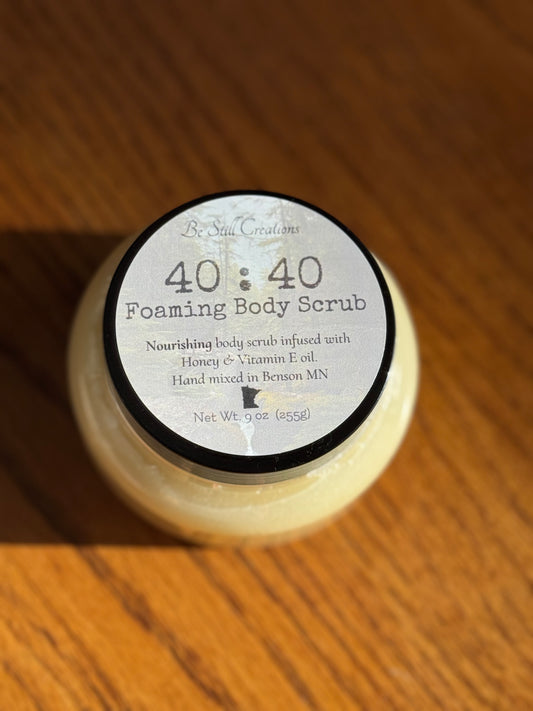 Be Still Creations
40 : 40
Foaming Body Scrub
Nourishing body scrub infused with
Honey & Vitamin E oil.
Hand mixed in Benson MN
Net Wt. 9 oz (255g)